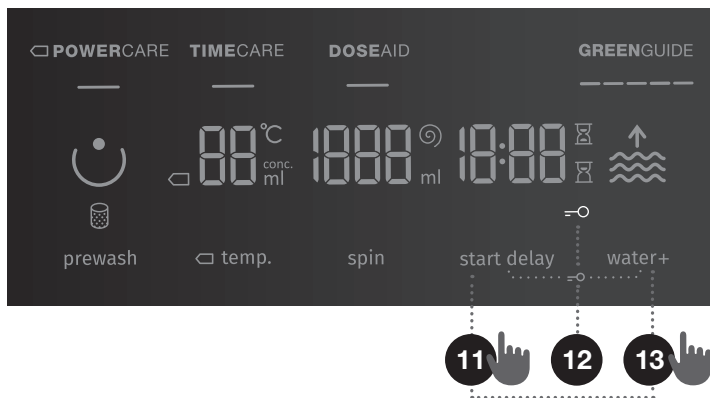 POWERCARE TIMECARE DOSEAID GREENGUIDE
88 °C 1888 18:88
conc.
ml ml
prewash temp. spin start delay water+
11 12 13